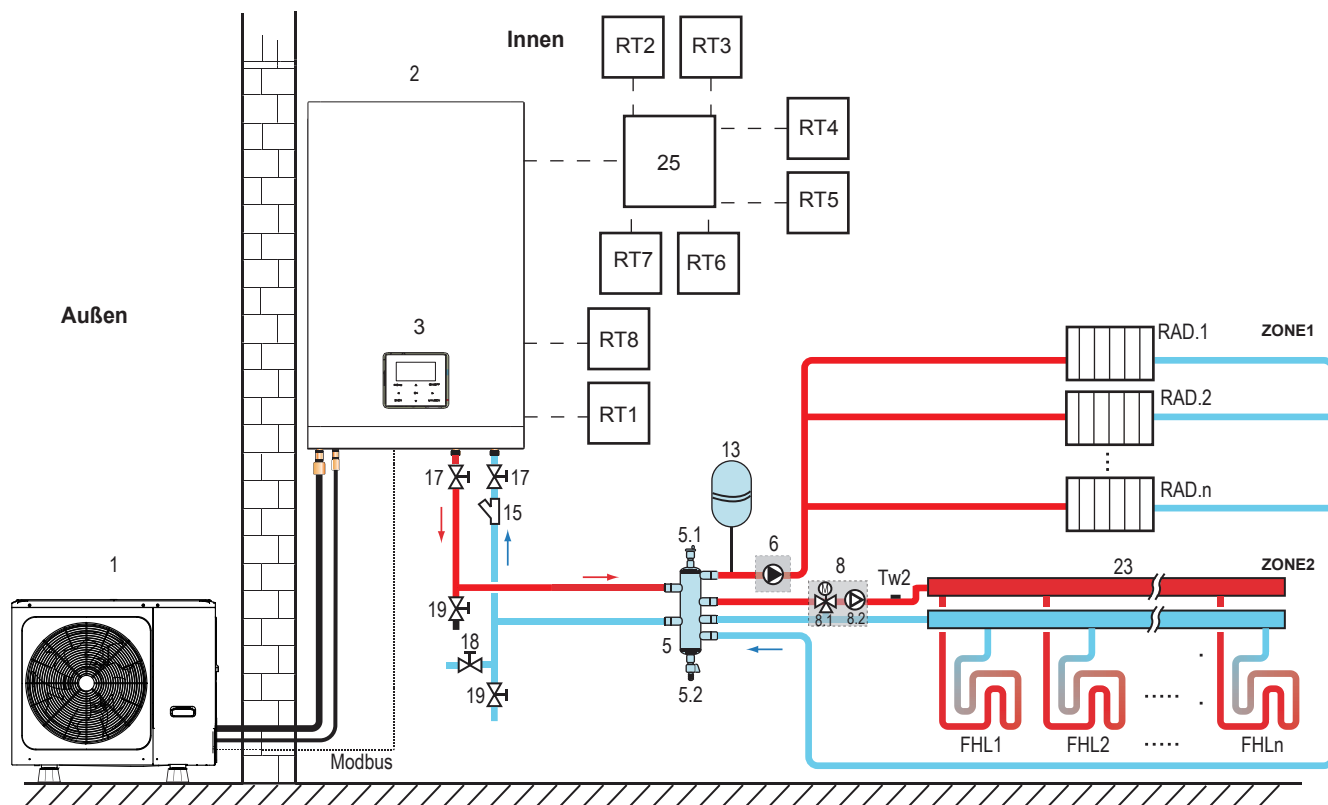 Innen
RT2
RT3
2
RT4
25
RT5
RT7
RT6
Außen
3
RT8
RT1
RAD.1
ZONE1
RAD.2
13
17
17
RAD.n
15
5.1
6
1
8
Tw2
23
ZONE2
M
19
8.1
8.2
18
5
19
5.2
FHL1
FHL2
FHLn
Modbus